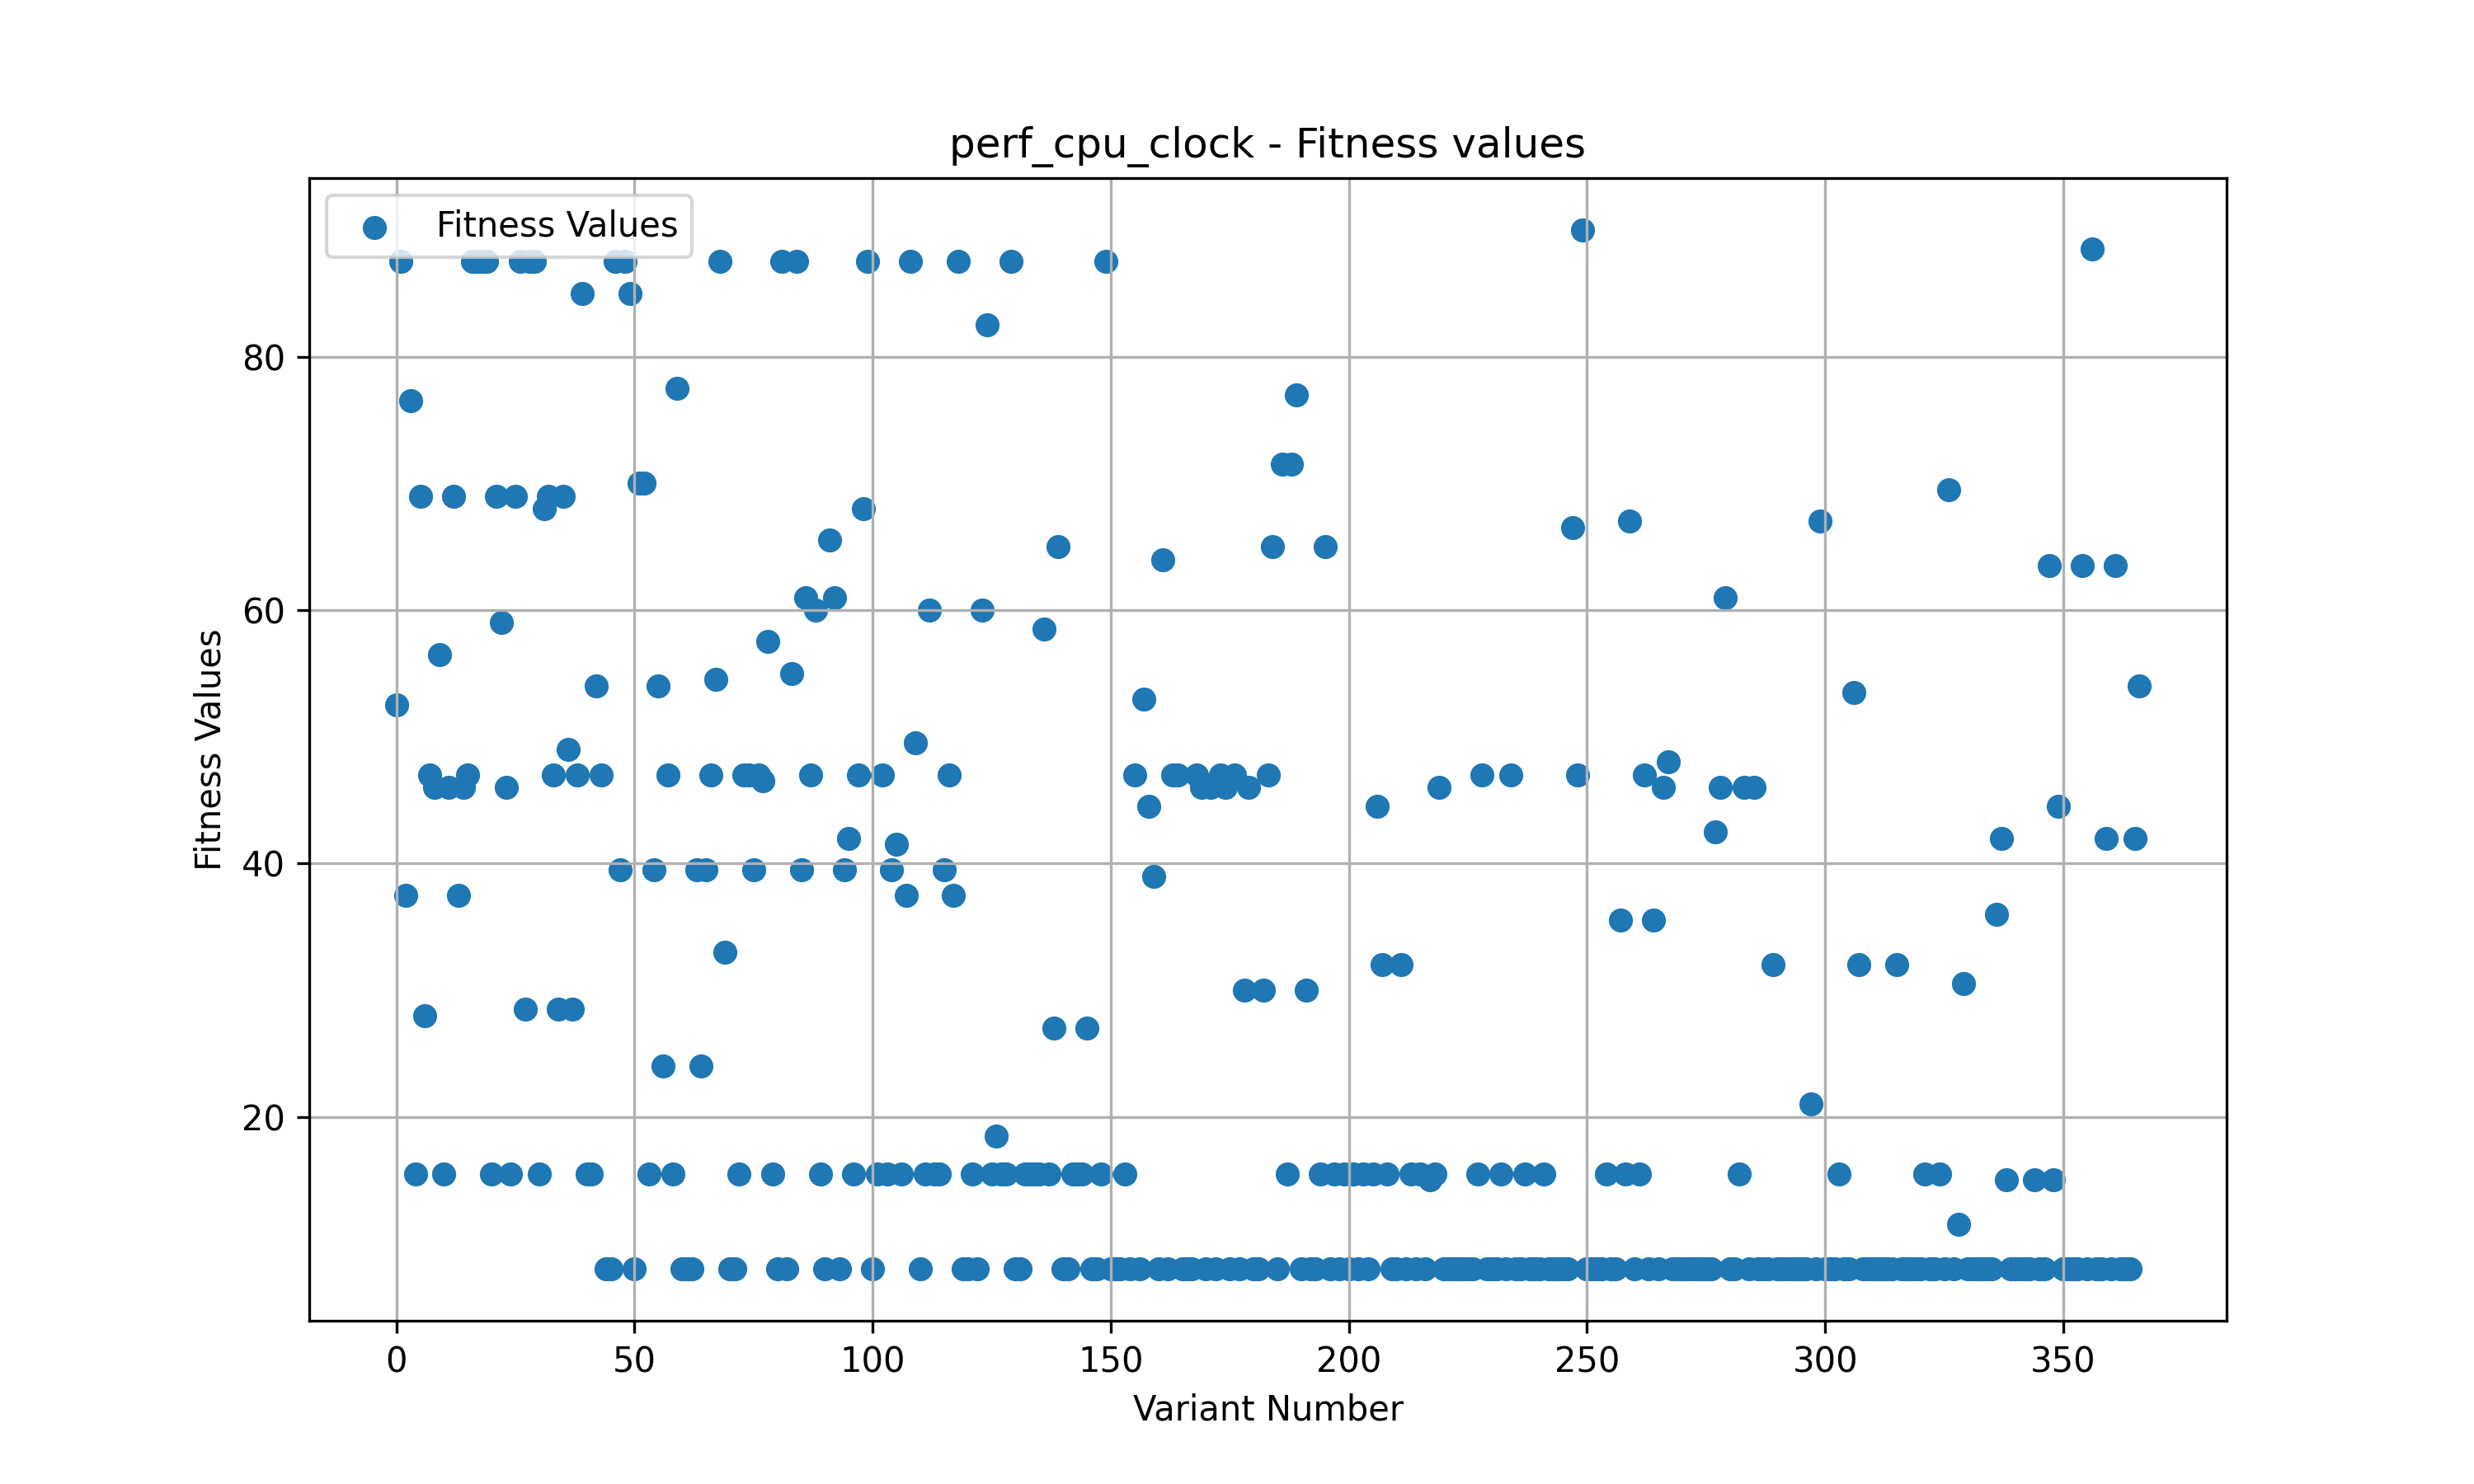 perf_cpu_clock - Fitness values
Fitness Values
80
60
40
20
Fitness Values
0 50 100 150 200 250 300 350
Variant Number